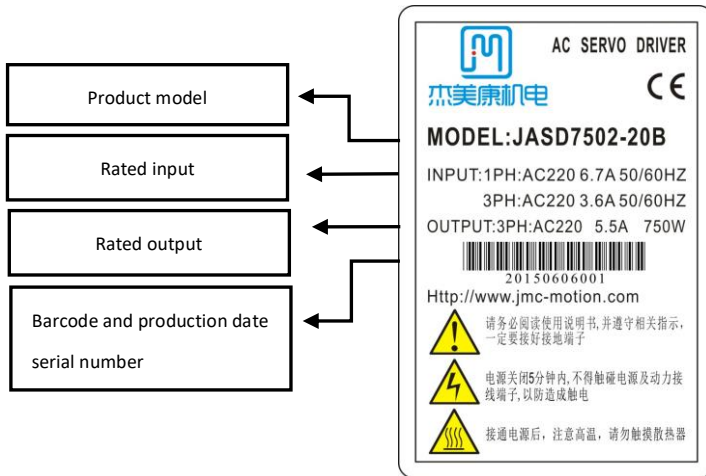 Product model
Rated input
Rated output
Barcode and production date
serial number
JM
AC SERVO DRIVER
杰美康机电
CE
MODEL:JASD7502-20B
INPUT:1PH:AC220 6.7A 50/60HZ
3PH:AC220 3.6A 50/60HZ
OUTPUT:3PH:AC220 5.5A 750W
20150606001
Http://www.jmc-motion.com
请务必阅读使用说明书,并遵守相关指示,
一定要接好接地端子
电源关闭5分钟内,不得触碰电源及动力接
线端子,以防造成触电
接通电源后，注意高温，请勿触摸散热器